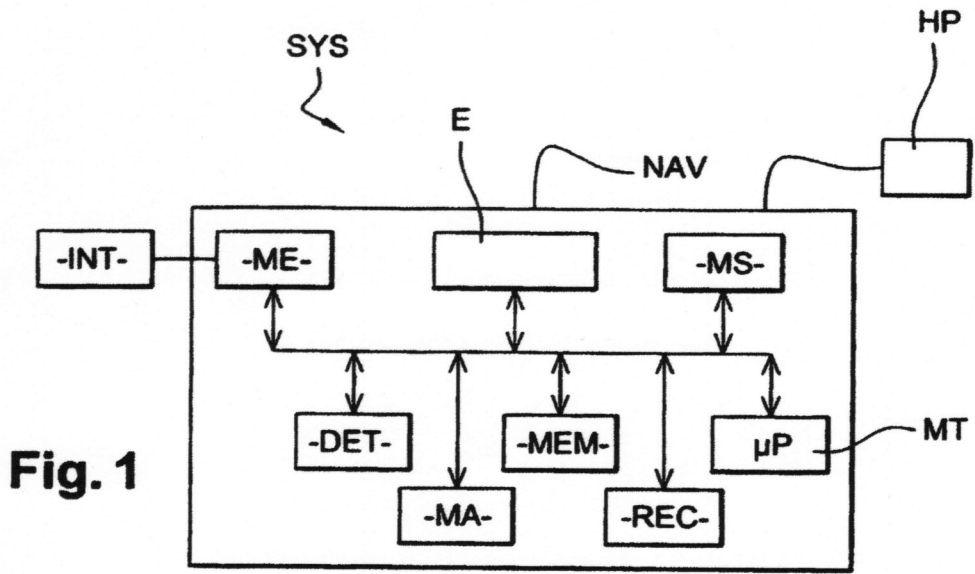 HP
SYS
E
NAV
-INT-
-ME-
-MS-
-DET-
-MEM-
µP
MT
Fig. 1
-MA-
-REC-